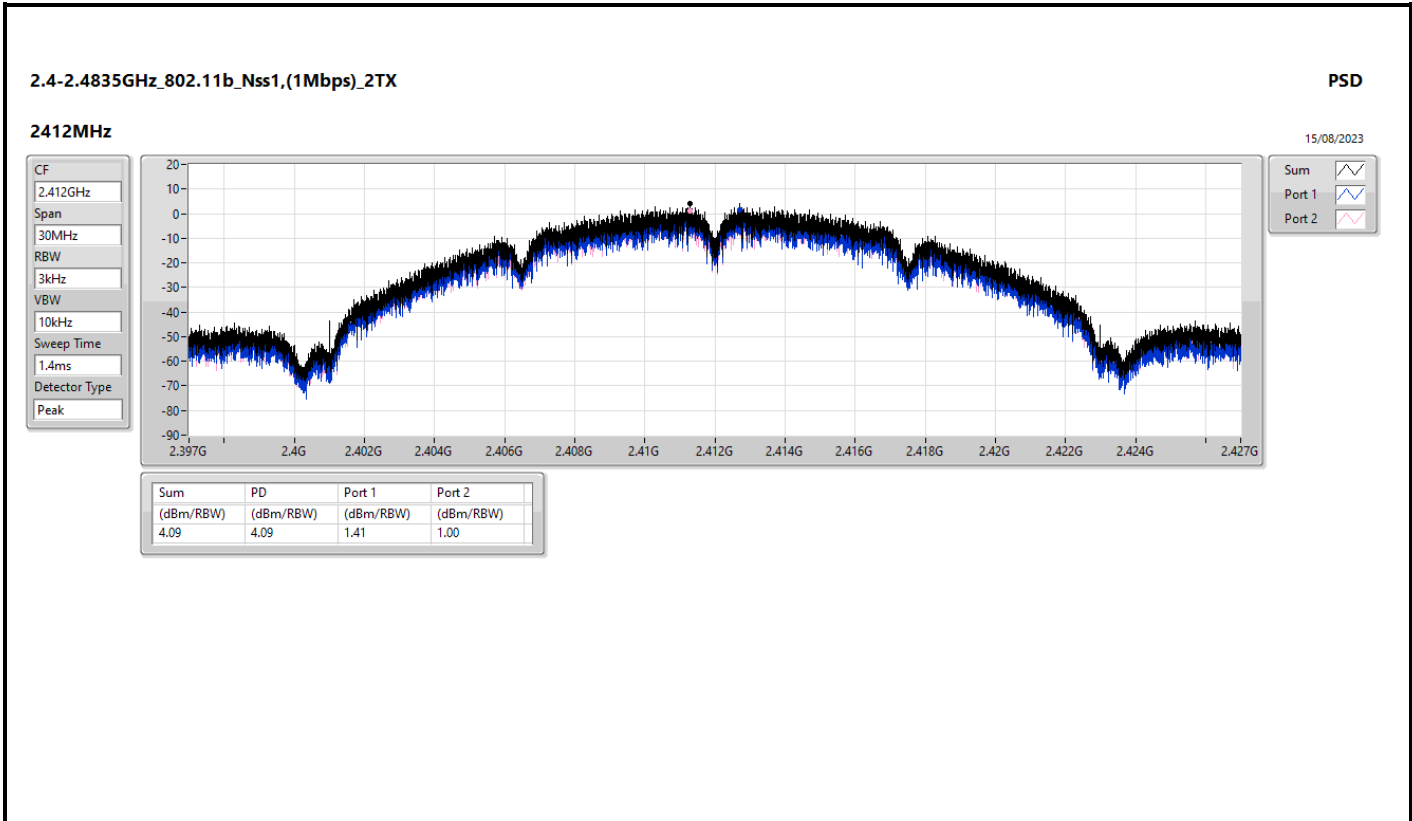 2.4-2.4835GHz_802.11b_Nss1,(1Mbps)_2TX
PSD
2412MHz
15/08/2023
CF
2.412GHz
Span
30MHz
RBW
3kHz
VBW
10kHz
Sweep Time
1.4ms
Detector Type
Peak
20
10
0
-10
-20
-30
-40
-50
-60
-70
-80
-90
2.397G 2.4G 2.402G 2.404G 2.406G 2.408G 2.41G 2.412G 2.414G 2.416G 2.418G 2.42G 2.422G 2.424G 2.427G
Sum
Port 1
Port 2
Sum PD Port 1 Port 2
(dBm/RBW) (dBm/RBW) (dBm/RBW) (dBm/RBW)
4.09 4.09 1.41 1.00